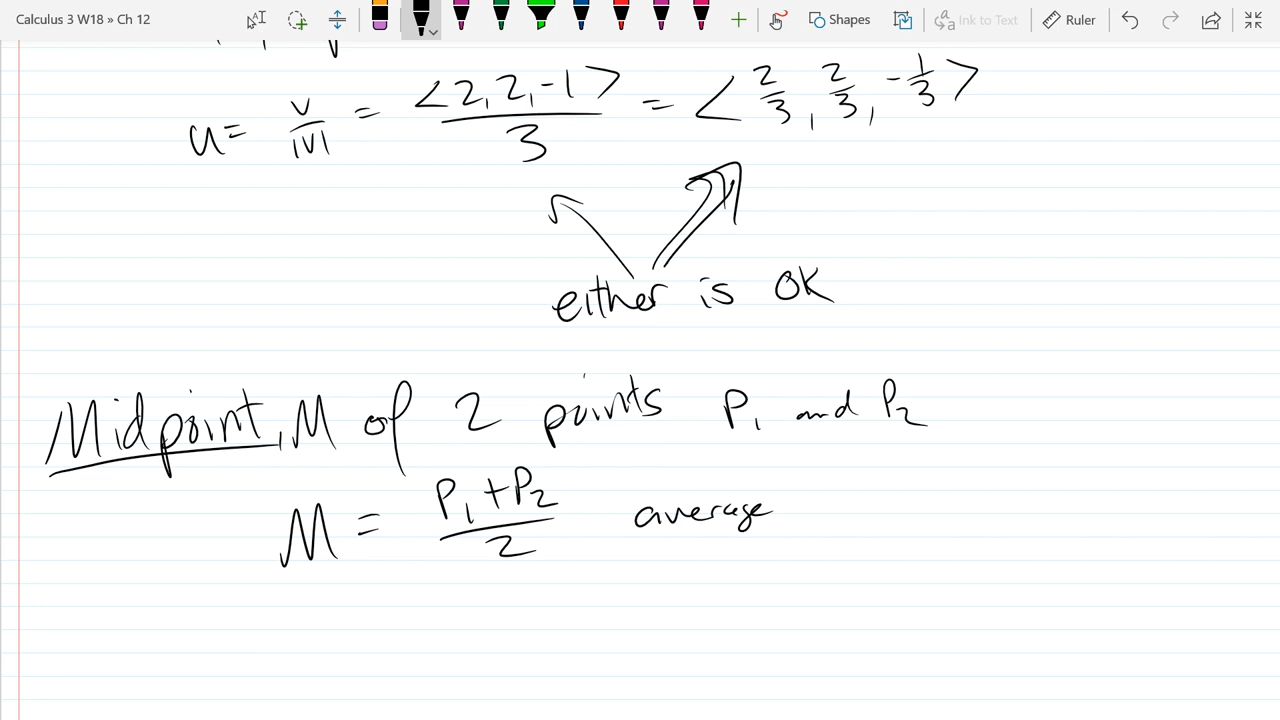 Calculus 3 W18 » Ch 12
Shapes
Ink to Text
Ruler
u = v/|v| = <2, 2, -1>/3 = <2/3, 2/3, -1/3>
either is OK
Midpoint, M of 2 points P₁ and P₂
M = (P₁ + P₂)/2 average